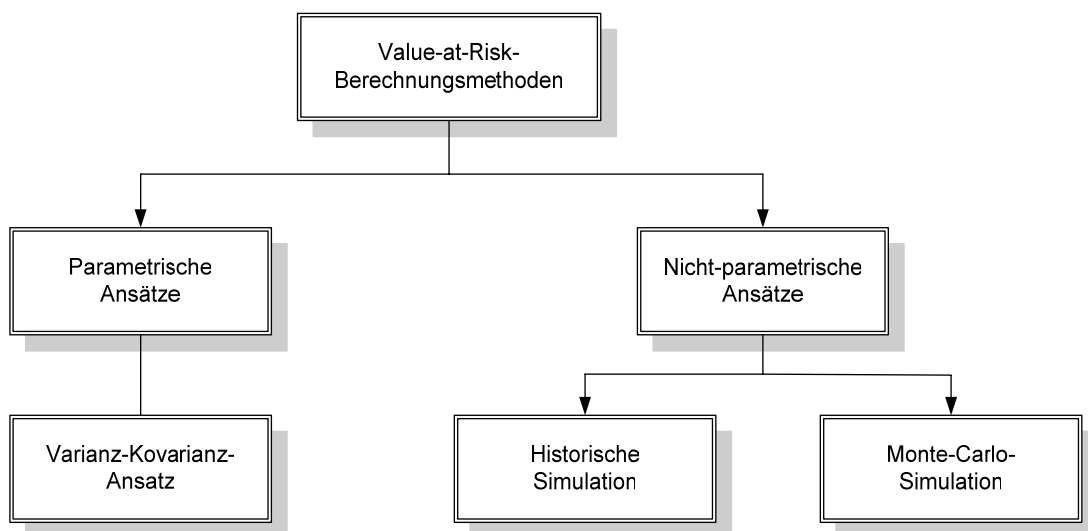 Value-at-Risk-
Berechnungsmethoden
Parametrische
Ansätze
Nicht-parametrische
Ansätze
Varianz-Kovarianz-
Ansatz
Historische
Simulation
Monte-Carlo-
Simulation